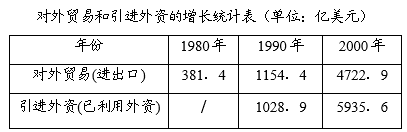 对外贸易和引进外资的增长统计表（单位：亿美元）
年份 1980年 1990年 2000年
对外贸易(进出口) 381．4 1154．4 4722．9
引进外资(已利用外资) / 1028．9 5935．6